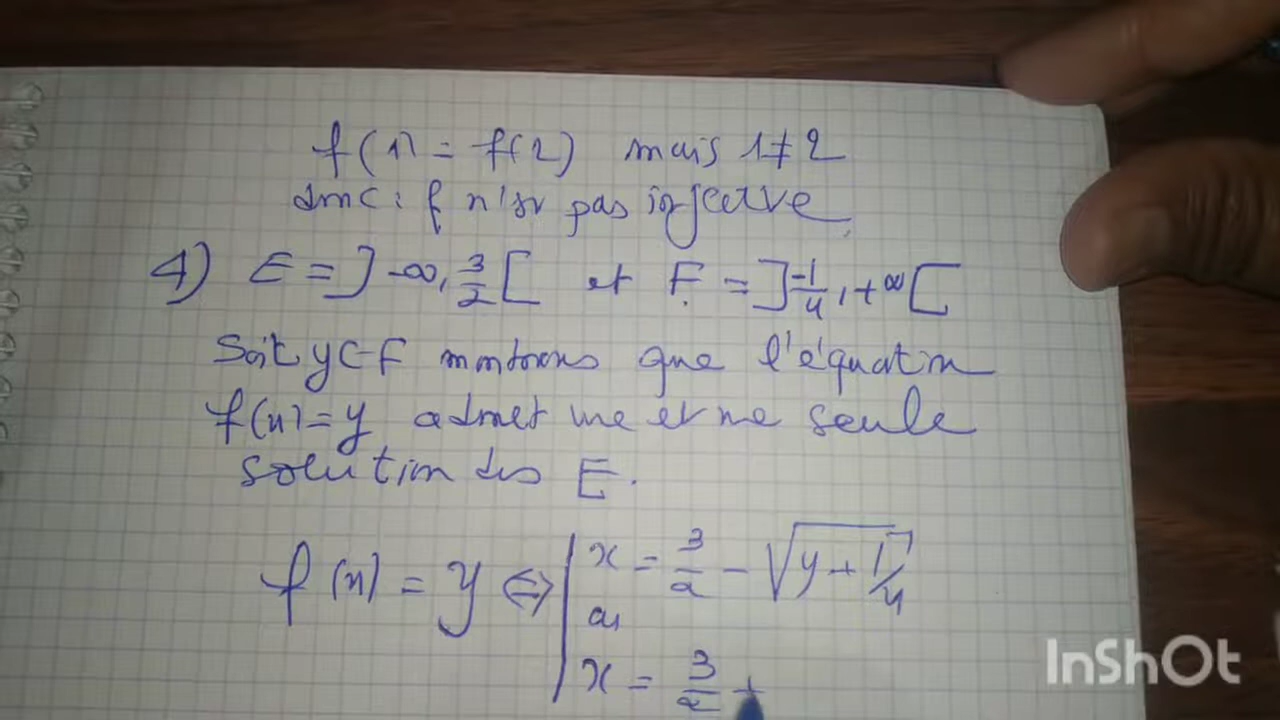 f(1) = f(2) mais 1 ≠ 2
donc : f n'est pas injective
4) E = ]-∞, 3/2[ et F = ]-1/4, +∞[
Soit y ∈ F montrons que l'équation
f(x) = y admet une et une seule
solution ds E.
f(x) = y ⇔ | x = 3/2 - √(y + 1/4)
ou
x = 3/2 +
InShOt